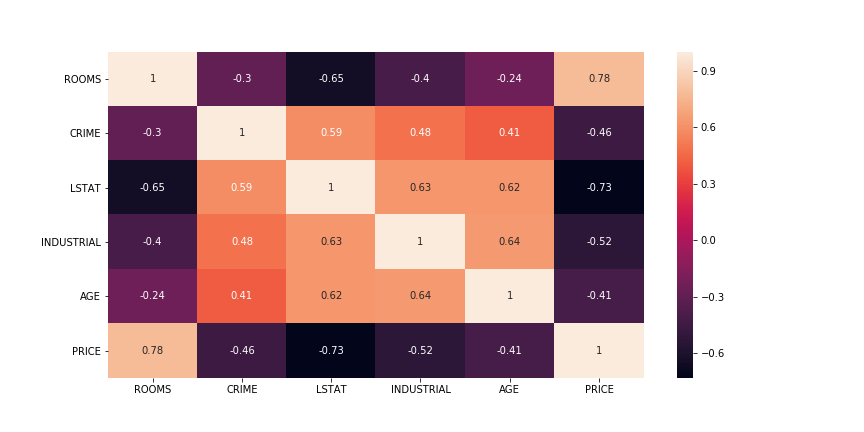 ROOMS 1 -0.3 -0.65 -0.4 -0.24 0.78
CRIME -0.3 1 0.59 0.48 0.41 -0.46
LSTAT -0.65 0.59 1 0.63 0.62 -0.73
INDUSTRIAL -0.4 0.48 0.63 1 0.64 -0.52
AGE -0.24 0.41 0.62 0.64 1 -0.41
PRICE 0.78 -0.46 -0.73 -0.52 -0.41 1
ROOMS CRIME LSTAT INDUSTRIAL AGE PRICE
0.9
0.6
0.3
0.0
−0.3
−0.6